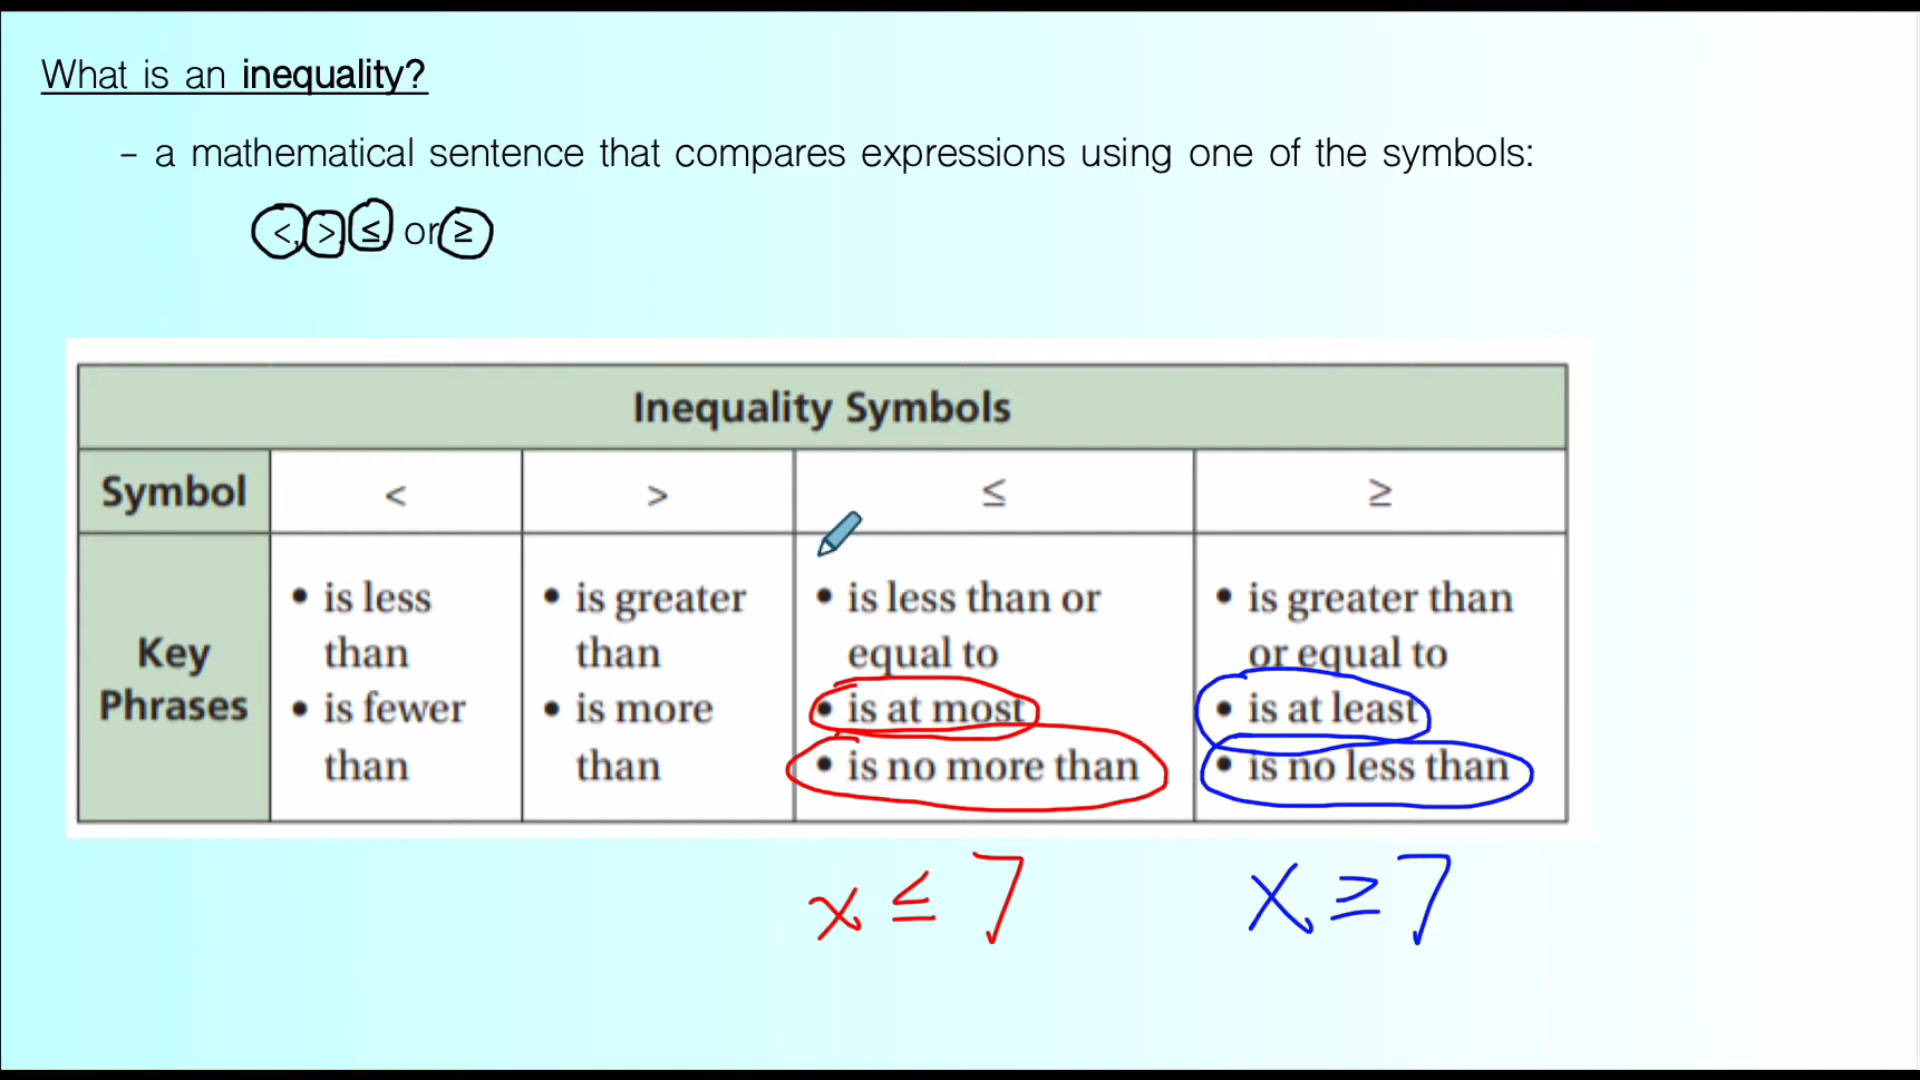 What is an inequality?
– a mathematical sentence that compares expressions using one of the symbols:
<, >, ≤, or ≥
Inequality Symbols
Symbol < > ≤ ≥
Key Phrases
• is less than
• is fewer than
• is greater than
• is more than
• is less than or equal to
• is at most
• is no more than
• is greater than or equal to
• is at least
• is no less than
x ≤ 7
x ≥ 7